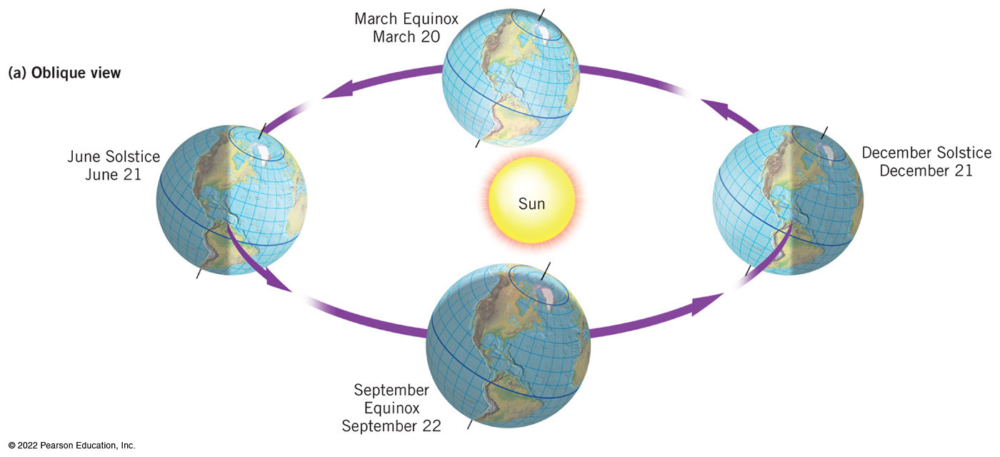 (a) Oblique view
March Equinox
March 20
June Solstice
June 21
Sun
December Solstice
December 21
September
Equinox
September 22
© 2022 Pearson Education, Inc.